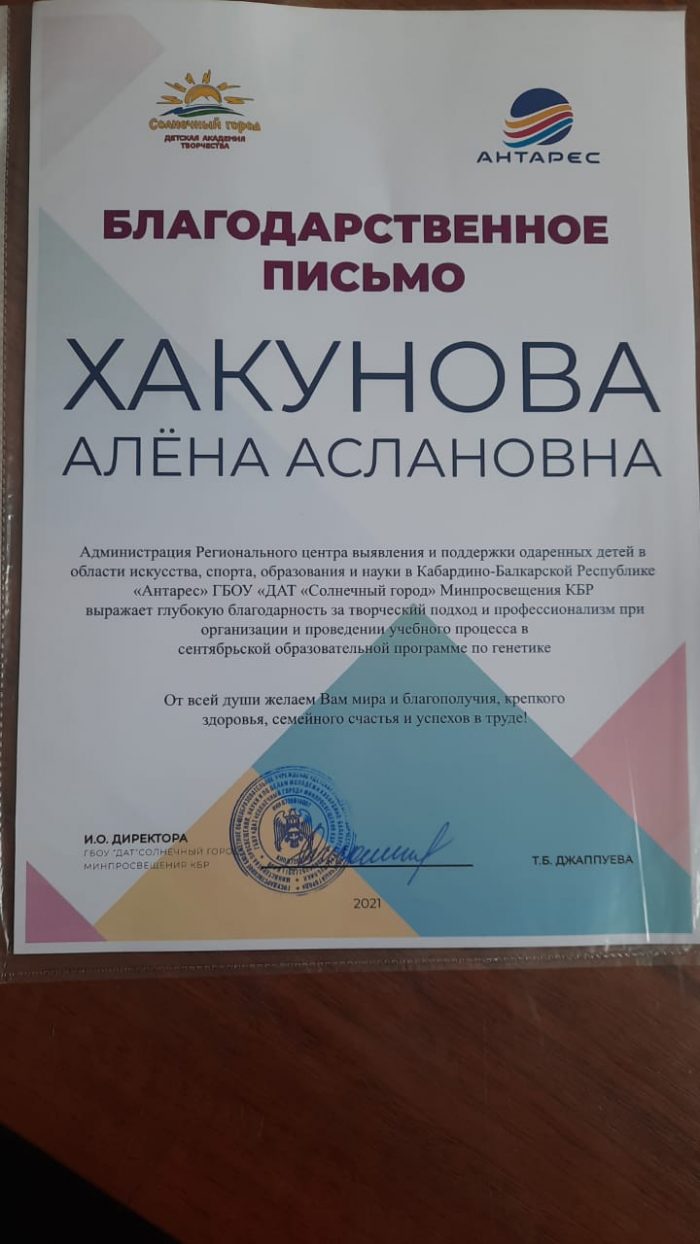 Солнечный город
ДЕТСКАЯ АКАДЕМИЯ
ТВОРЧЕСТВА
АНТАРЕС
БЛАГОДАРСТВЕННОЕ
ПИСЬМО
ХАКУНОВА
АЛЁНА АСЛАНОВНА
Администрация Регионального центра выявления и поддержки одаренных детей в
области искусства, спорта, образования и науки в Кабардино-Балкарской Республике
«Антарес» ГБОУ «ДАТ «Солнечный город» Минпросвещения КБР
выражает глубокую благодарность за творческий подход и профессионализм при
организации и проведении учебного процесса в
сентябрьской образовательной программе по генетике
От всей души желаем Вам мира и благополучия, крепкого
здоровья, семейного счастья и успехов в труде!
И.О. ДИРЕКТОРА
ГБОУ "ДАТ"СОЛНЕЧНЫЙ ГОРОД
МИНПРОСВЕЩЕНИЯ КБР
Т.Б. ДЖАППУЕВА
2021